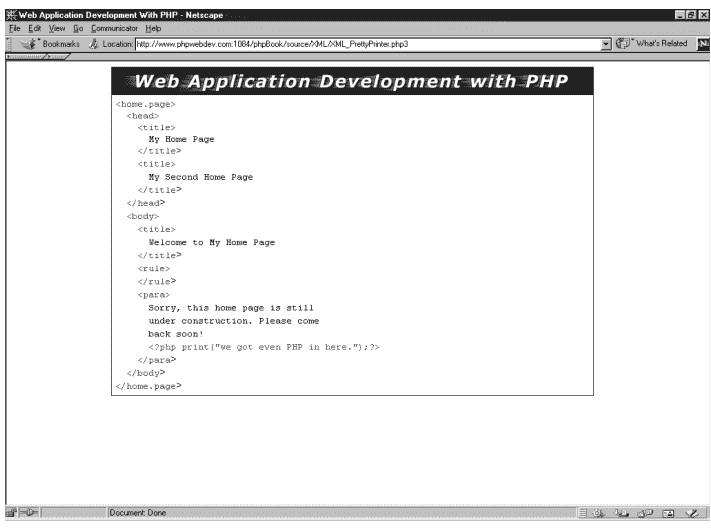 Web Application Development With PHP - Netscape
File Edit View Go Communicator Help
Bookmarks Location: http://www.phpwebdev.com:1084/phpBook/source/XML/XML_PrettyPrinter.php3 What's Related N
Web Application Development with PHP
<home.page>
<head>
<title>
My Home Page
</title>
<title>
My Second Home Page
</title>
</head>
<body>
<title>
Welcome to My Home Page
</title>
<rule>
</rule>
<para>
Sorry, this home page is still
under construction. Please come
back soon!
<?php print("we got even PHP in here.");?>
</para>
</body>
</home.page>
Document: Done